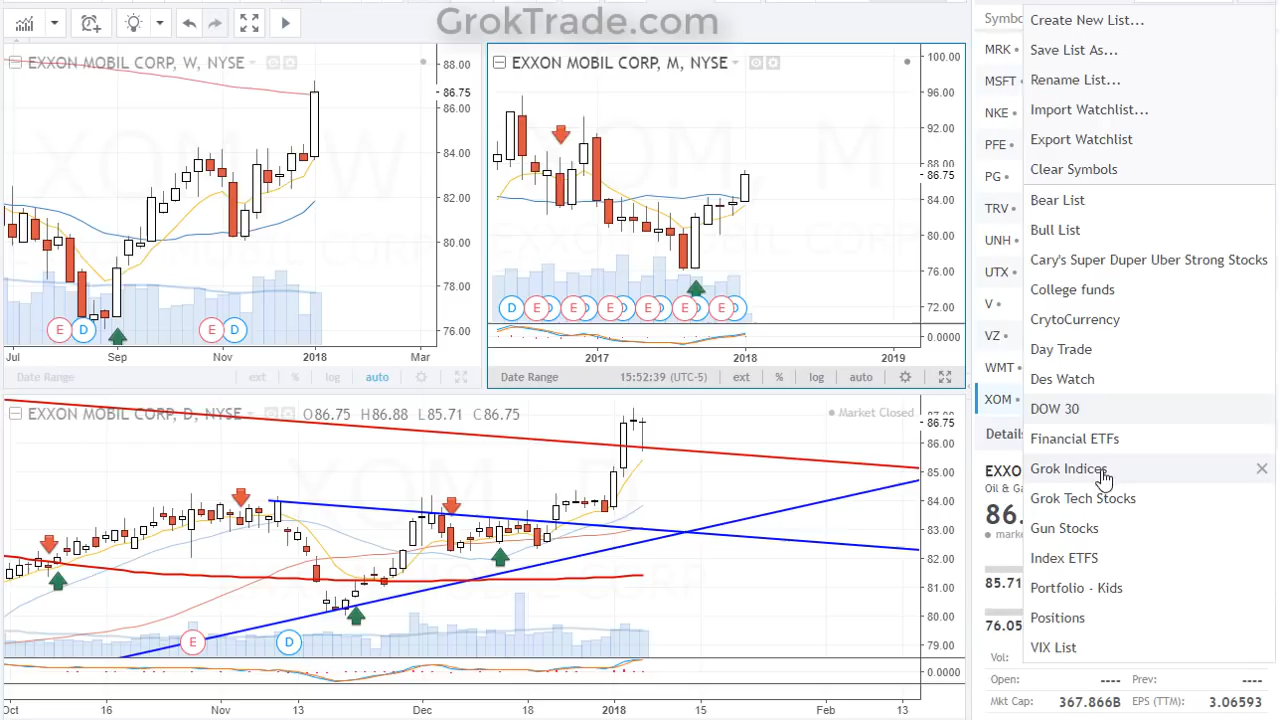 GrokTrade.com
EXXON MOBIL CORP, W, NYSE
88.00
86.75
86.00
84.00
82.00
80.00
78.00
76.00
E D E D
Jul Sep Nov 2018 Mar
Date Range ext % log auto
EXXON MOBIL CORP, M, NYSE
100.00
96.00
92.00
88.00
86.75
84.00
80.00
76.00
72.00
0.0000
D E D E D E D E D E D E D E D
2017 2018 2019
Date Range 15:52:39 (UTC-5) ext % log auto
EXXON MOBIL CORP, D, NYSE O86.75 H86.88 L85.71 C86.75
Market Closed
87.00
86.75
86.00
85.00
84.00
83.00
82.00
81.00
80.00
79.00
0.0000
E D
Oct Nov 13 Dec 18 2018 15 Feb 13
Symbo
MRK
MSFT
NKE
PFE
PG
TRV
UNH
UTX
V
VZ
WMT
XOM
Details
EXXO
Oil & Ga
86.
mark
85.71
76.05
Vol:
Open: ---- Prev: ----
Mkt Cap: 367.866B EPS (TTM): 3.06593
Create New List...
Save List As...
Rename List...
Import Watchlist...
Export Watchlist
Clear Symbols
Bear List
Bull List
Cary's Super Duper Uber Strong Stocks
College funds
CrytoCurrency
Day Trade
Des Watch
DOW 30
Financial ETFs
Grok Indices
Grok Tech Stocks
Gun Stocks
Index ETFS
Portfolio - Kids
Positions
VIX List